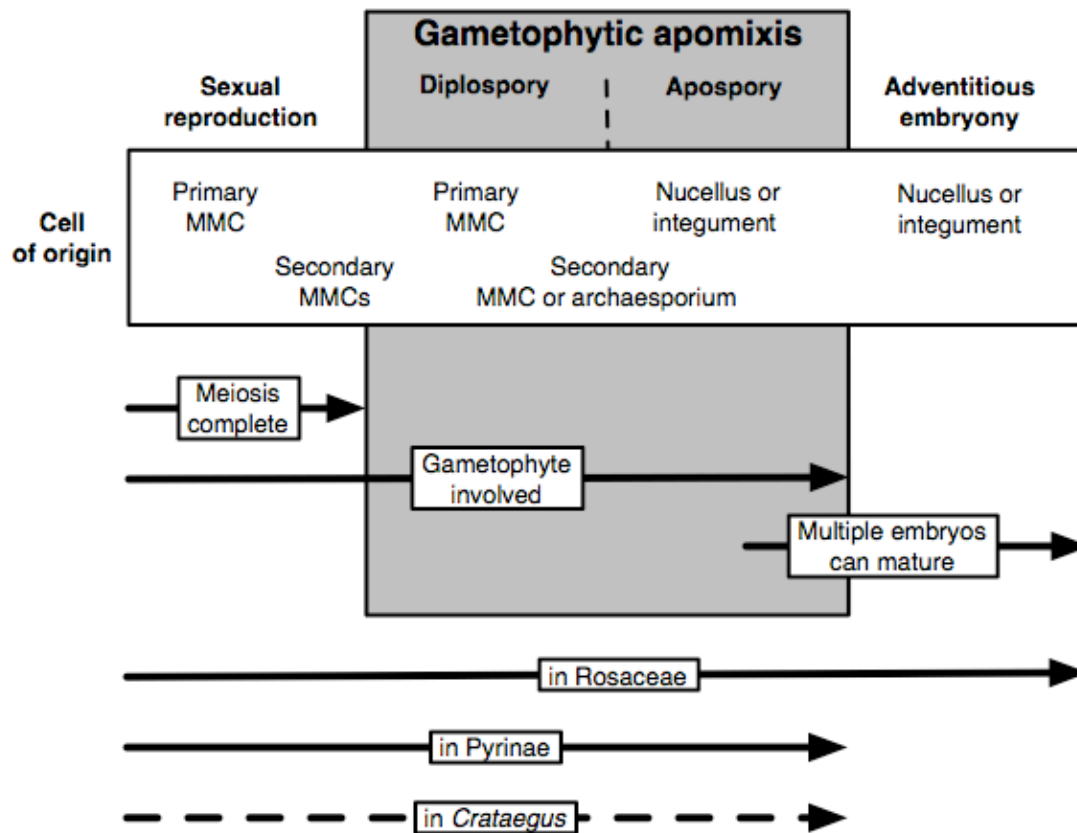 Gametophytic apomixis
Sexual
reproduction
Diplospory
Apospory
Adventitious
embryony
Cell
of origin
Primary
MMC
Primary
MMC
Nucellus or
integument
Nucellus or
integument
Secondary
MMCs
Secondary
MMC or archaesporium
Meiosis
complete
Gametophyte
involved
Multiple embryos
can mature
in Rosaceae
in Pyrinae
in Crataegus